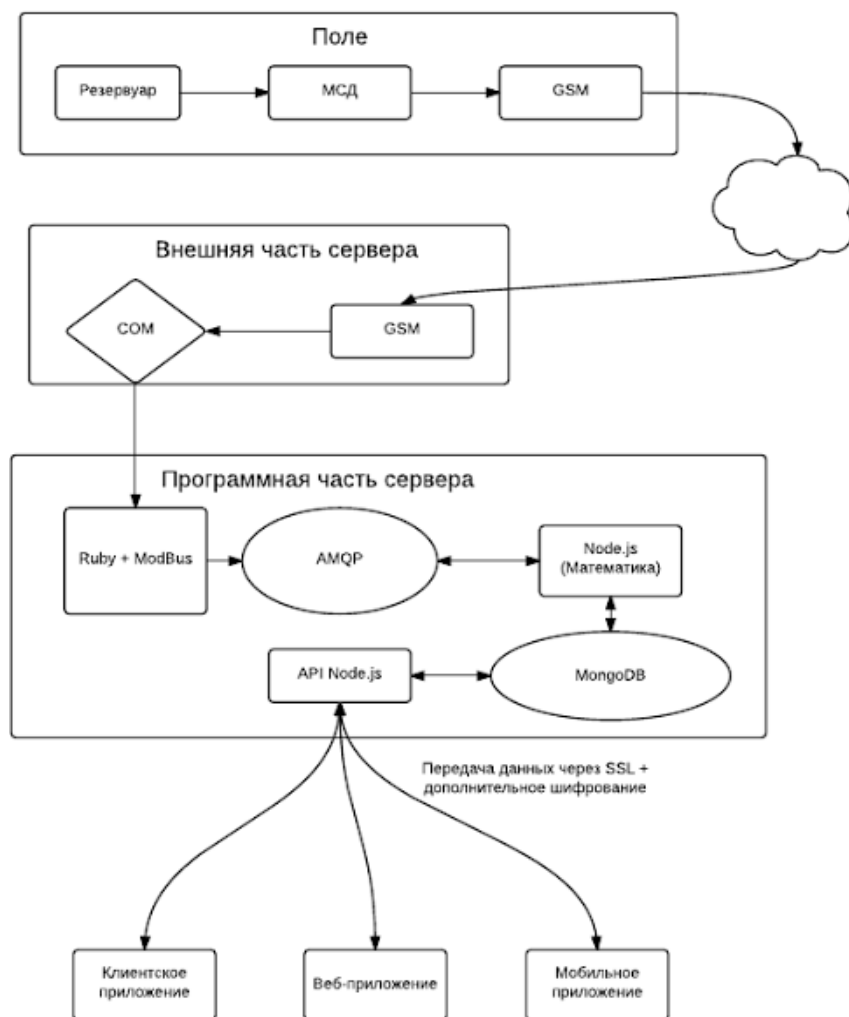 Поле
Резервуар
МСД
GSM
Внешняя часть сервера
COM
GSM
Программная часть сервера
Ruby + ModBus
AMQP
Node.js
(Математика)
API Node.js
MongoDB
Передача данных через SSL +
дополнительное шифрование
Клиентское
приложение
Веб-приложение
Мобильное
приложение